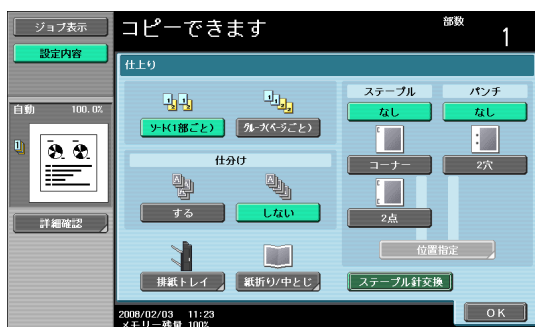 ジョブ表示
設定内容
コピーできます
部数
1
仕上り
自動 100.0%
ソート(1部ごと)
グループ(ページごと)
仕分け
する
しない
排紙トレイ
紙折り/中とじ
ステープル
なし
コーナー
2点
パンチ
なし
2穴
位置指定
ステープル針交換
詳細確認
2008/02/03 11:23
メモリー残量 100%
OK